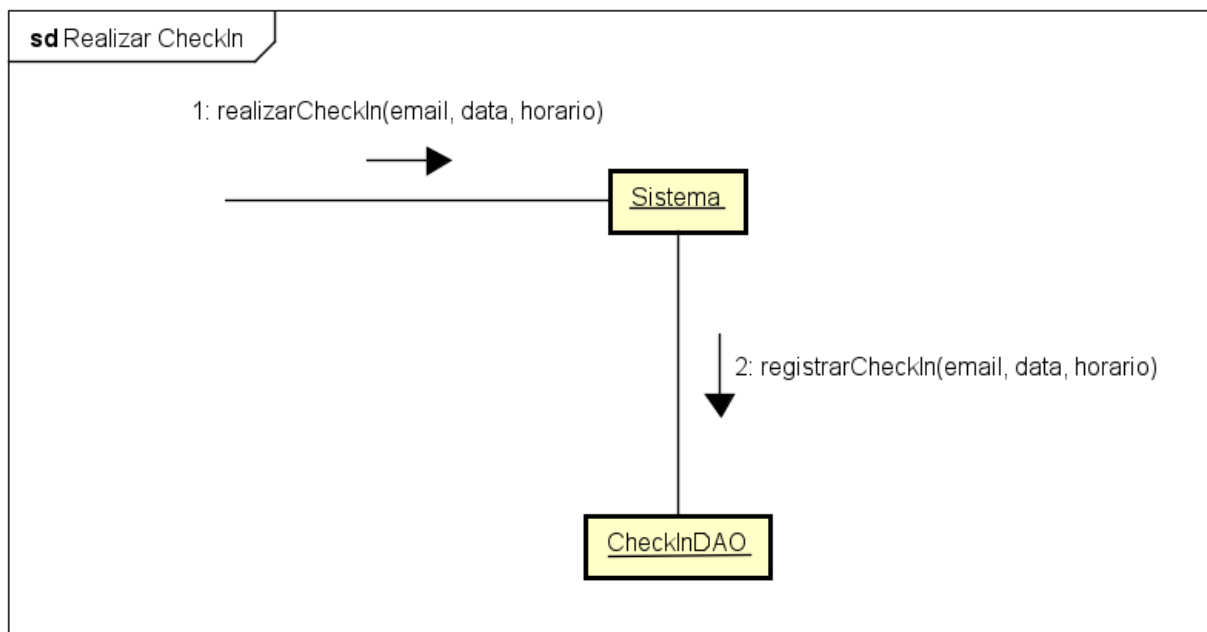 sd Realizar CheckIn
1: realizarCheckIn(email, data, horario)
Sistema
2: registrarCheckIn(email, data, horario)
CheckInDAO